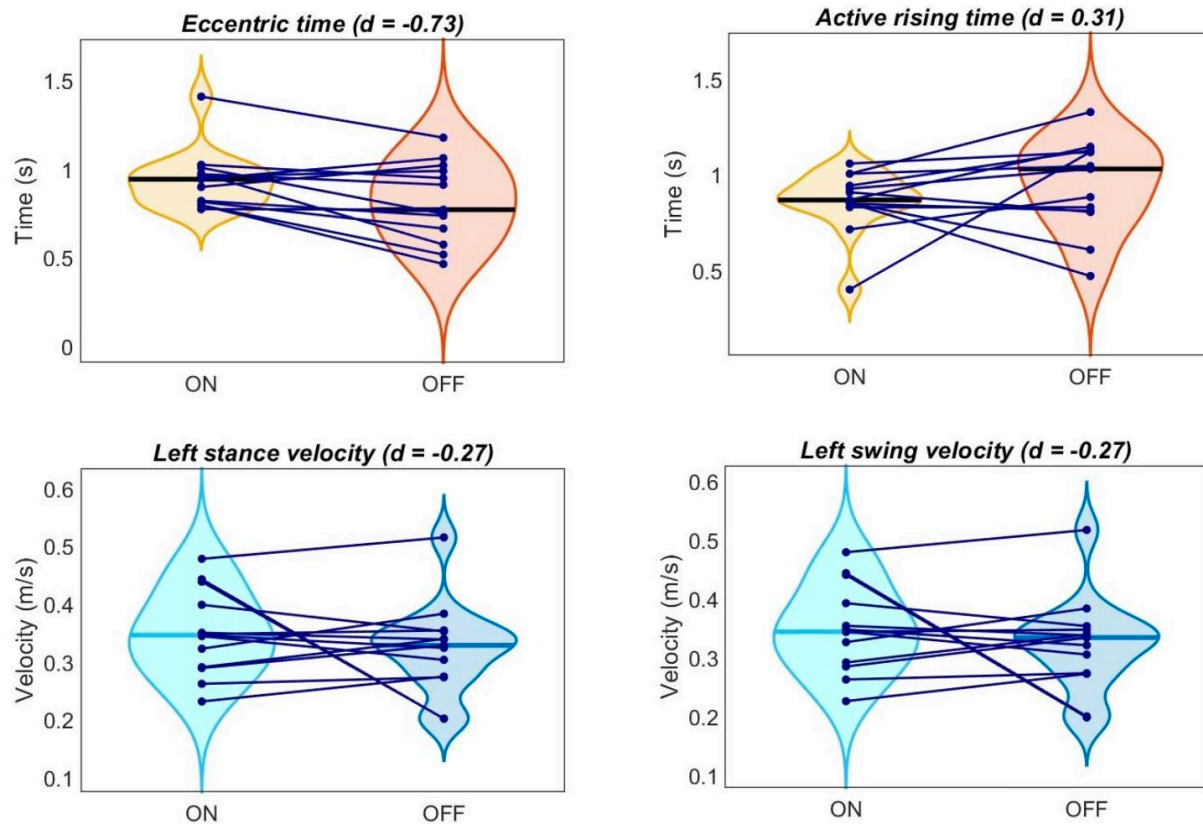 Eccentric time (d = -0.73)
Time (s)
1.5
1
0.5
0
ON
OFF
Active rising time (d = 0.31)
Time (s)
1.5
1
0.5
ON
OFF
Left stance velocity (d = -0.27)
Velocity (m/s)
0.6
0.5
0.4
0.3
0.2
0.1
ON
OFF
Left swing velocity (d = -0.27)
Velocity (m/s)
0.6
0.5
0.4
0.3
0.2
0.1
ON
OFF